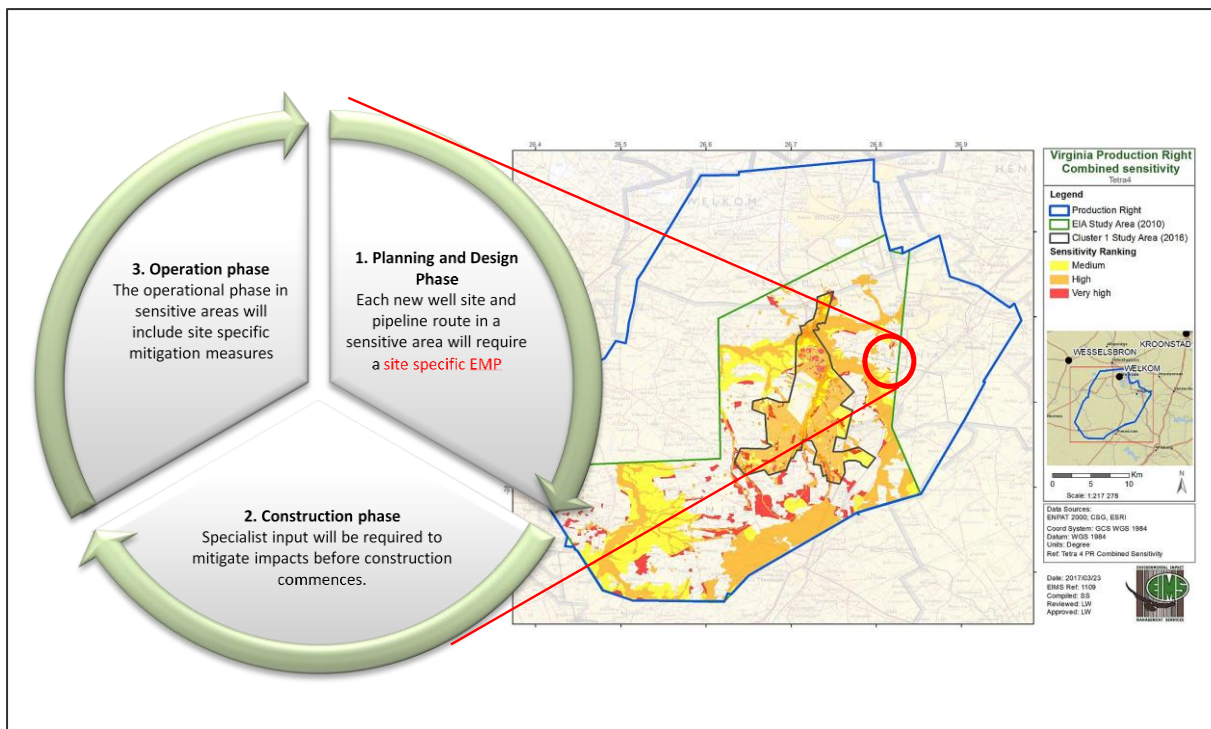 3. Operation phase
The operational phase in
sensitive areas will
include site specific
mitigation measures
1. Planning and Design
Phase
Each new well site and
pipeline route in a
sensitive area will require
a site specific EMP
2. Construction phase
Specialist input will be required to
mitigate impacts before construction
commences.
26.4 26.5 26.6 26.7 26.8 26.9
WELKOM
Virginia Production Right
Combined sensitivity
Tetra4
Legend
Production Right
EIA Study Area (2010)
Cluster 1 Study Area (2016)
Sensitivity Ranking
Medium
High
Very high
KROONSTAD
WESSELSBRON
WELKOM
Km
0 5 10
N
Scale: 1:217 278
Data Sources:
ENPAT 2000; CSG, ESRI
Coord System: GCS WGS 1984
Datum: WGS 1984
Units: Degree
Ref: Tetra 4 PR Combined Sensitivity
Date: 2017/03/23
EIMS Ref: 1109
Compiled: SS
Reviewed: LW
Approved: LW
ENVIRONMENTAL IMPACT
EIMS
MANAGEMENT SERVICES